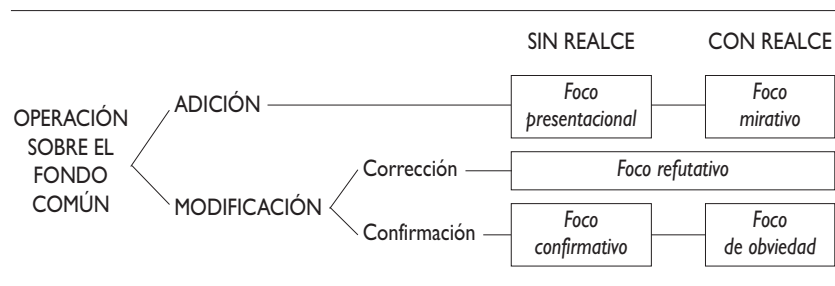 SIN REALCE CON REALCE
OPERACIÓN
SOBRE EL
FONDO
COMÚN
ADICIÓN
Foco
presentacional
Foco
mirativo
MODIFICACIÓN
Corrección
Foco refutativo
Confirmación
Foco
confirmativo
Foco
de obviedad